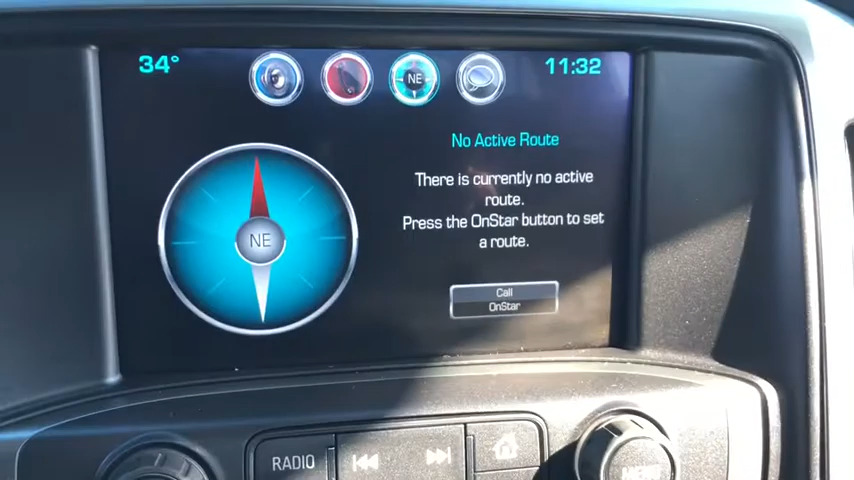 34°
NE
11:32
No Active Route
There is currently no active
route.
Press the OnStar button to set
a route.
NE
Call
OnStar
RADIO
MENU